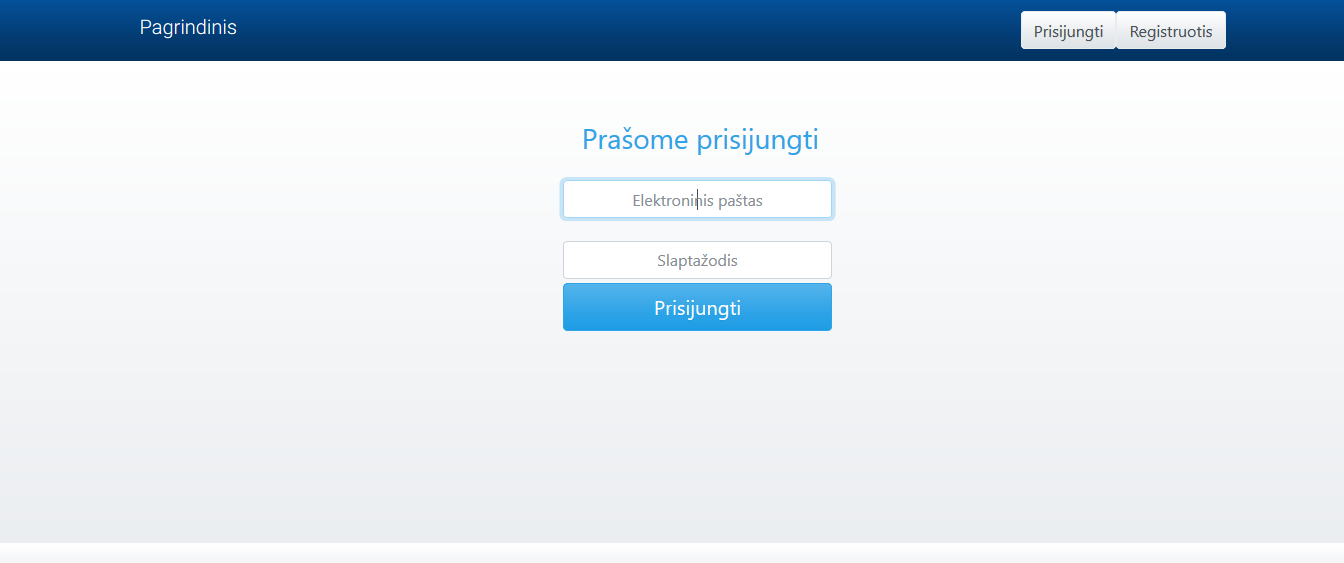 Pagrindinis
Prisijungti Registruotis
Prašome prisijungti
Elektroninis paštas
Slaptažodis
Prisijungti